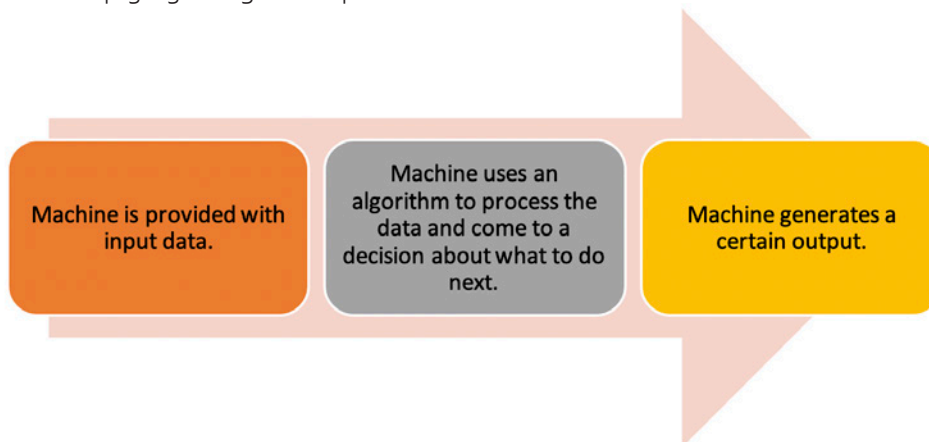 Machine is provided with
input data.
Machine uses an
algorithm to process the
data and come to a
decision about what to do
next.
Machine generates a
certain output.